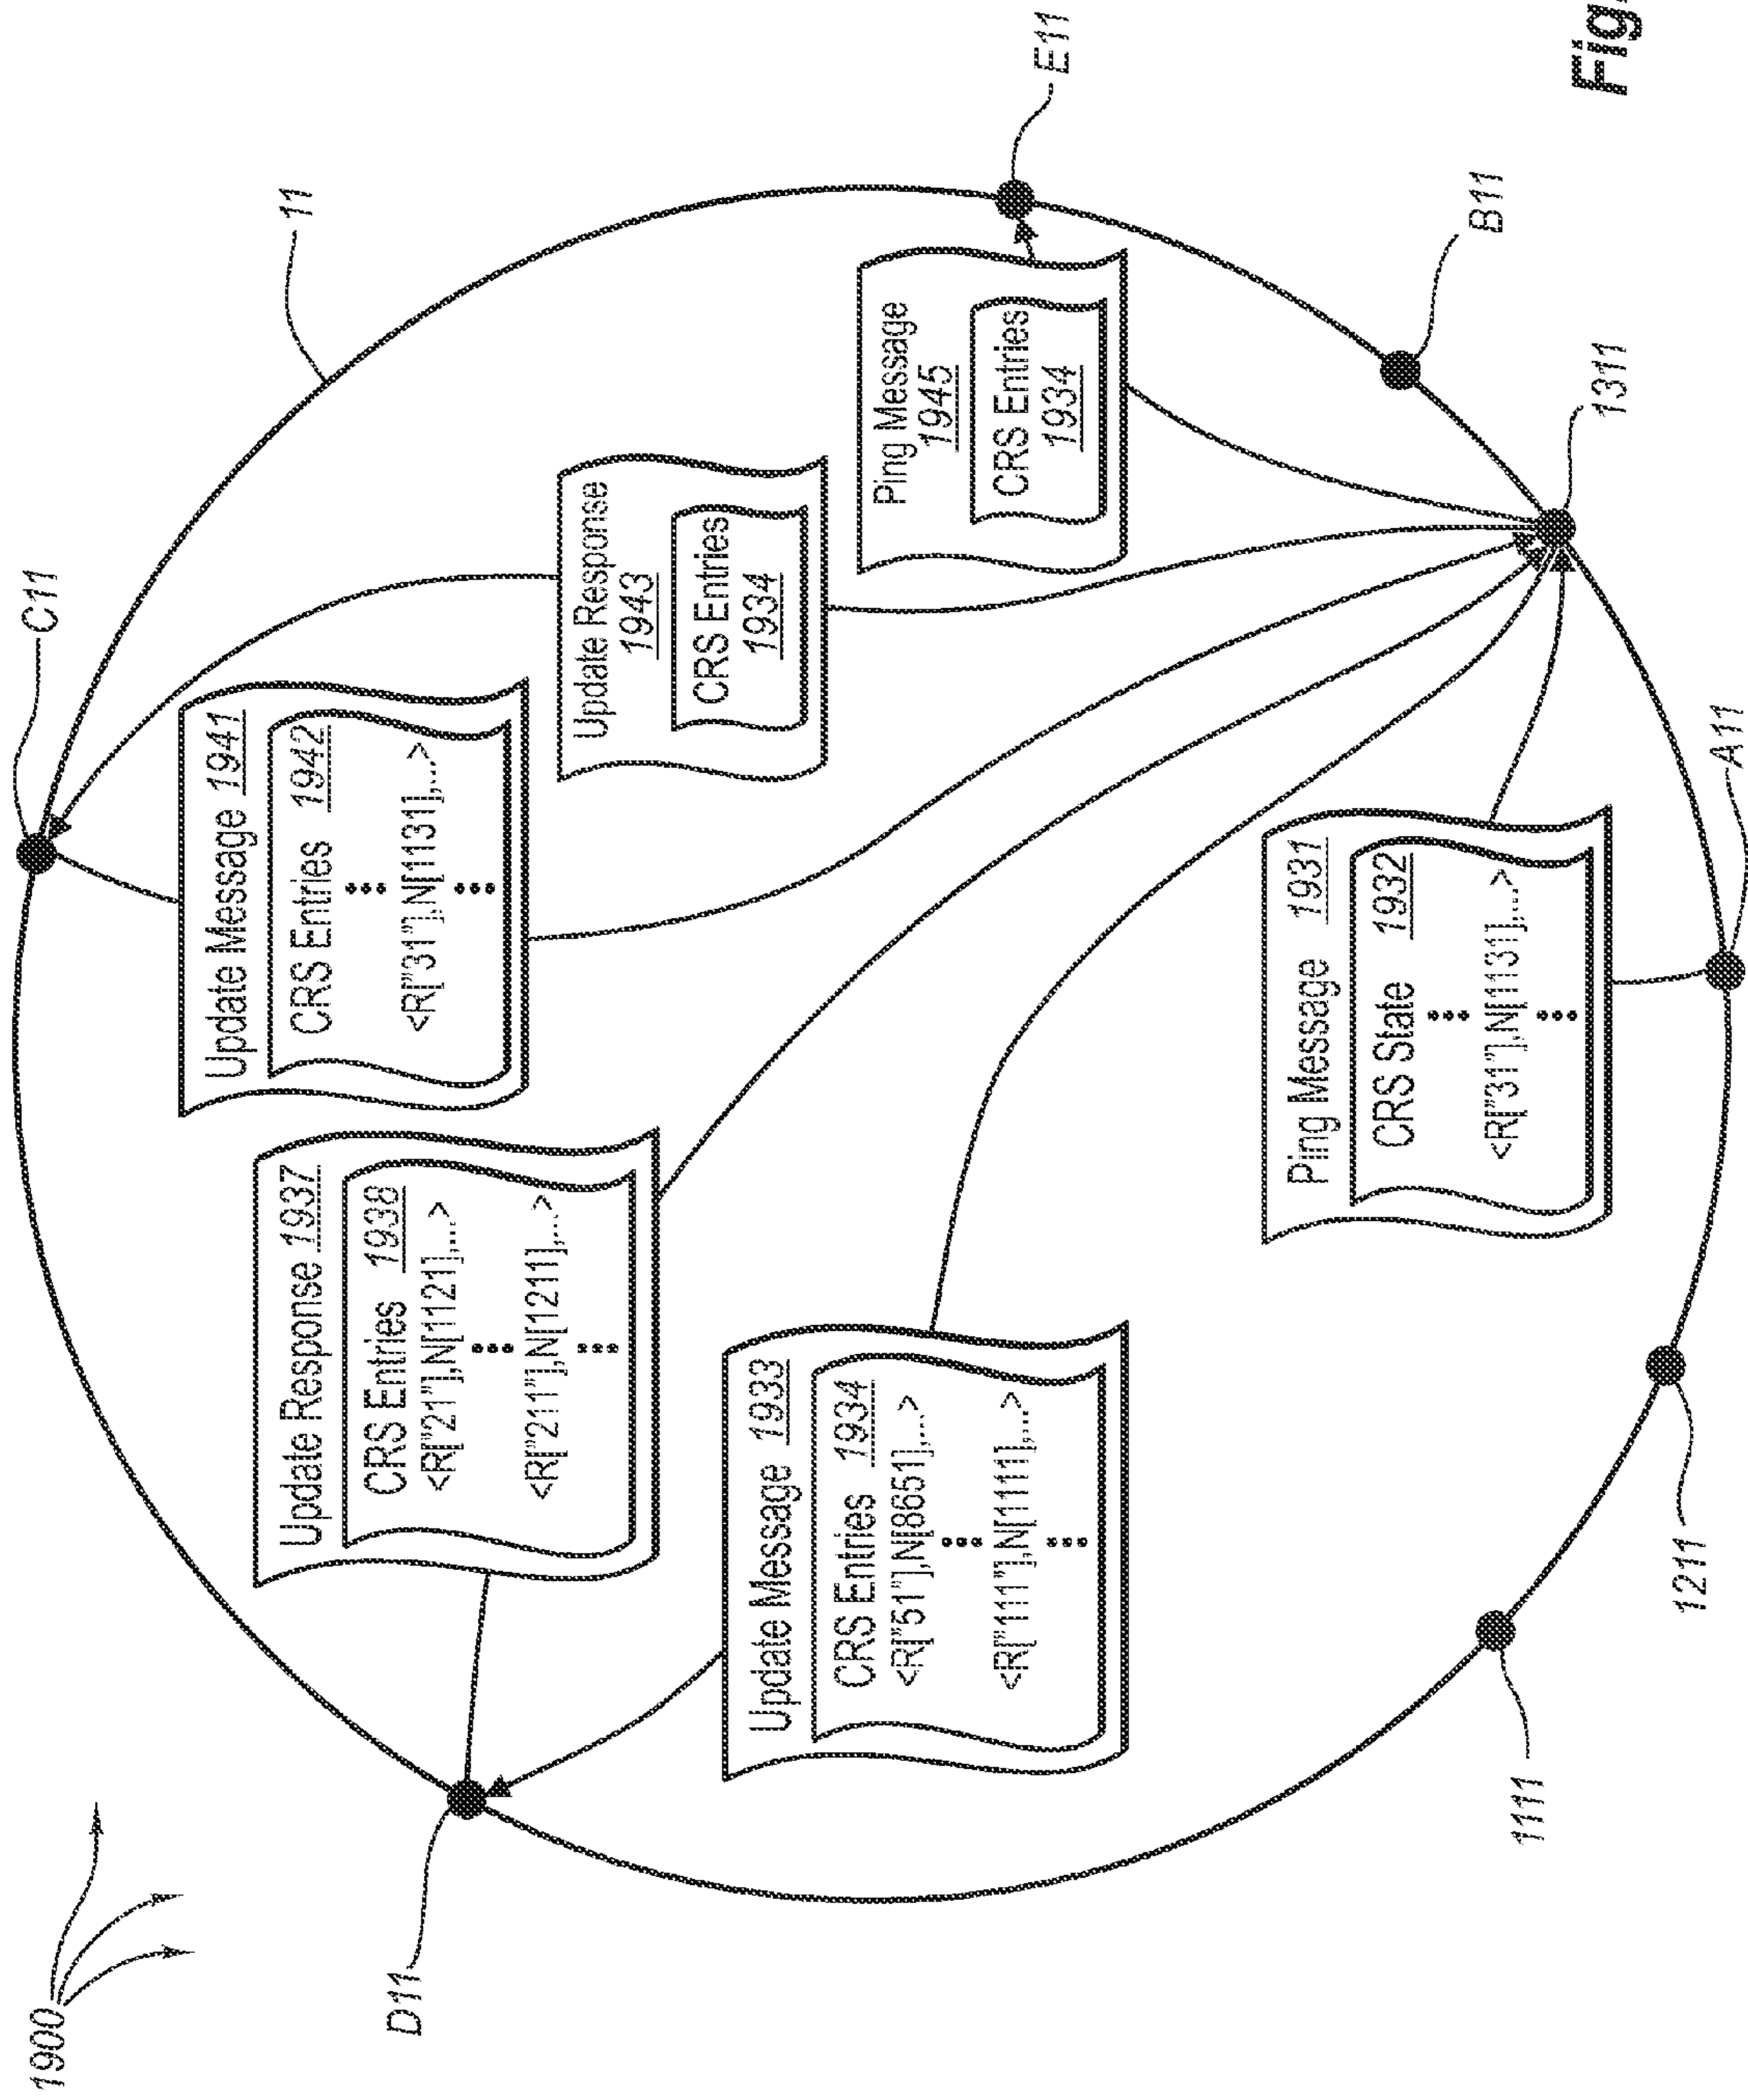 1900
C11
11
D11
Update Message 1941
CRS Entries 1942
<R["31"],N[1131],...>
Update Response 1937
CRS Entries 1938
<R["21"],N[1121],...>
<R["211"],N[1211],...>
Update Response
1943
CRS Entries
1934
Update Message 1933
CRS Entries 1934
<R["51"],N[8651],...>
<R["111"],N[1111],...>
Ping Message
1945
CRS Entries
1934
E11
Ping Message 1931
CRS State 1932
<R["31"],N[1131],...>
B11
1111
1311
1211
A11
Fig